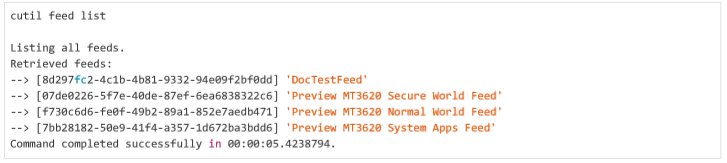 cutil feed list
Listing all feeds.
Retrieved feeds:
--> [8d297fc2-4c1b-4b81-9332-94e09f2bf0dd] 'DocTestFeed'
--> [07de0226-5f7e-40de-87ef-6ea6838322c6] 'Preview MT3620 Secure World Feed'
--> [f730c6d6-fe0f-49b2-89a1-852e7aedb471] 'Preview MT3620 Normal World Feed'
--> [7bb28182-50e9-41f4-a357-1d672ba3bdd6] 'Preview MT3620 System Apps Feed'
Command completed successfully in 00:00:05.4238794.